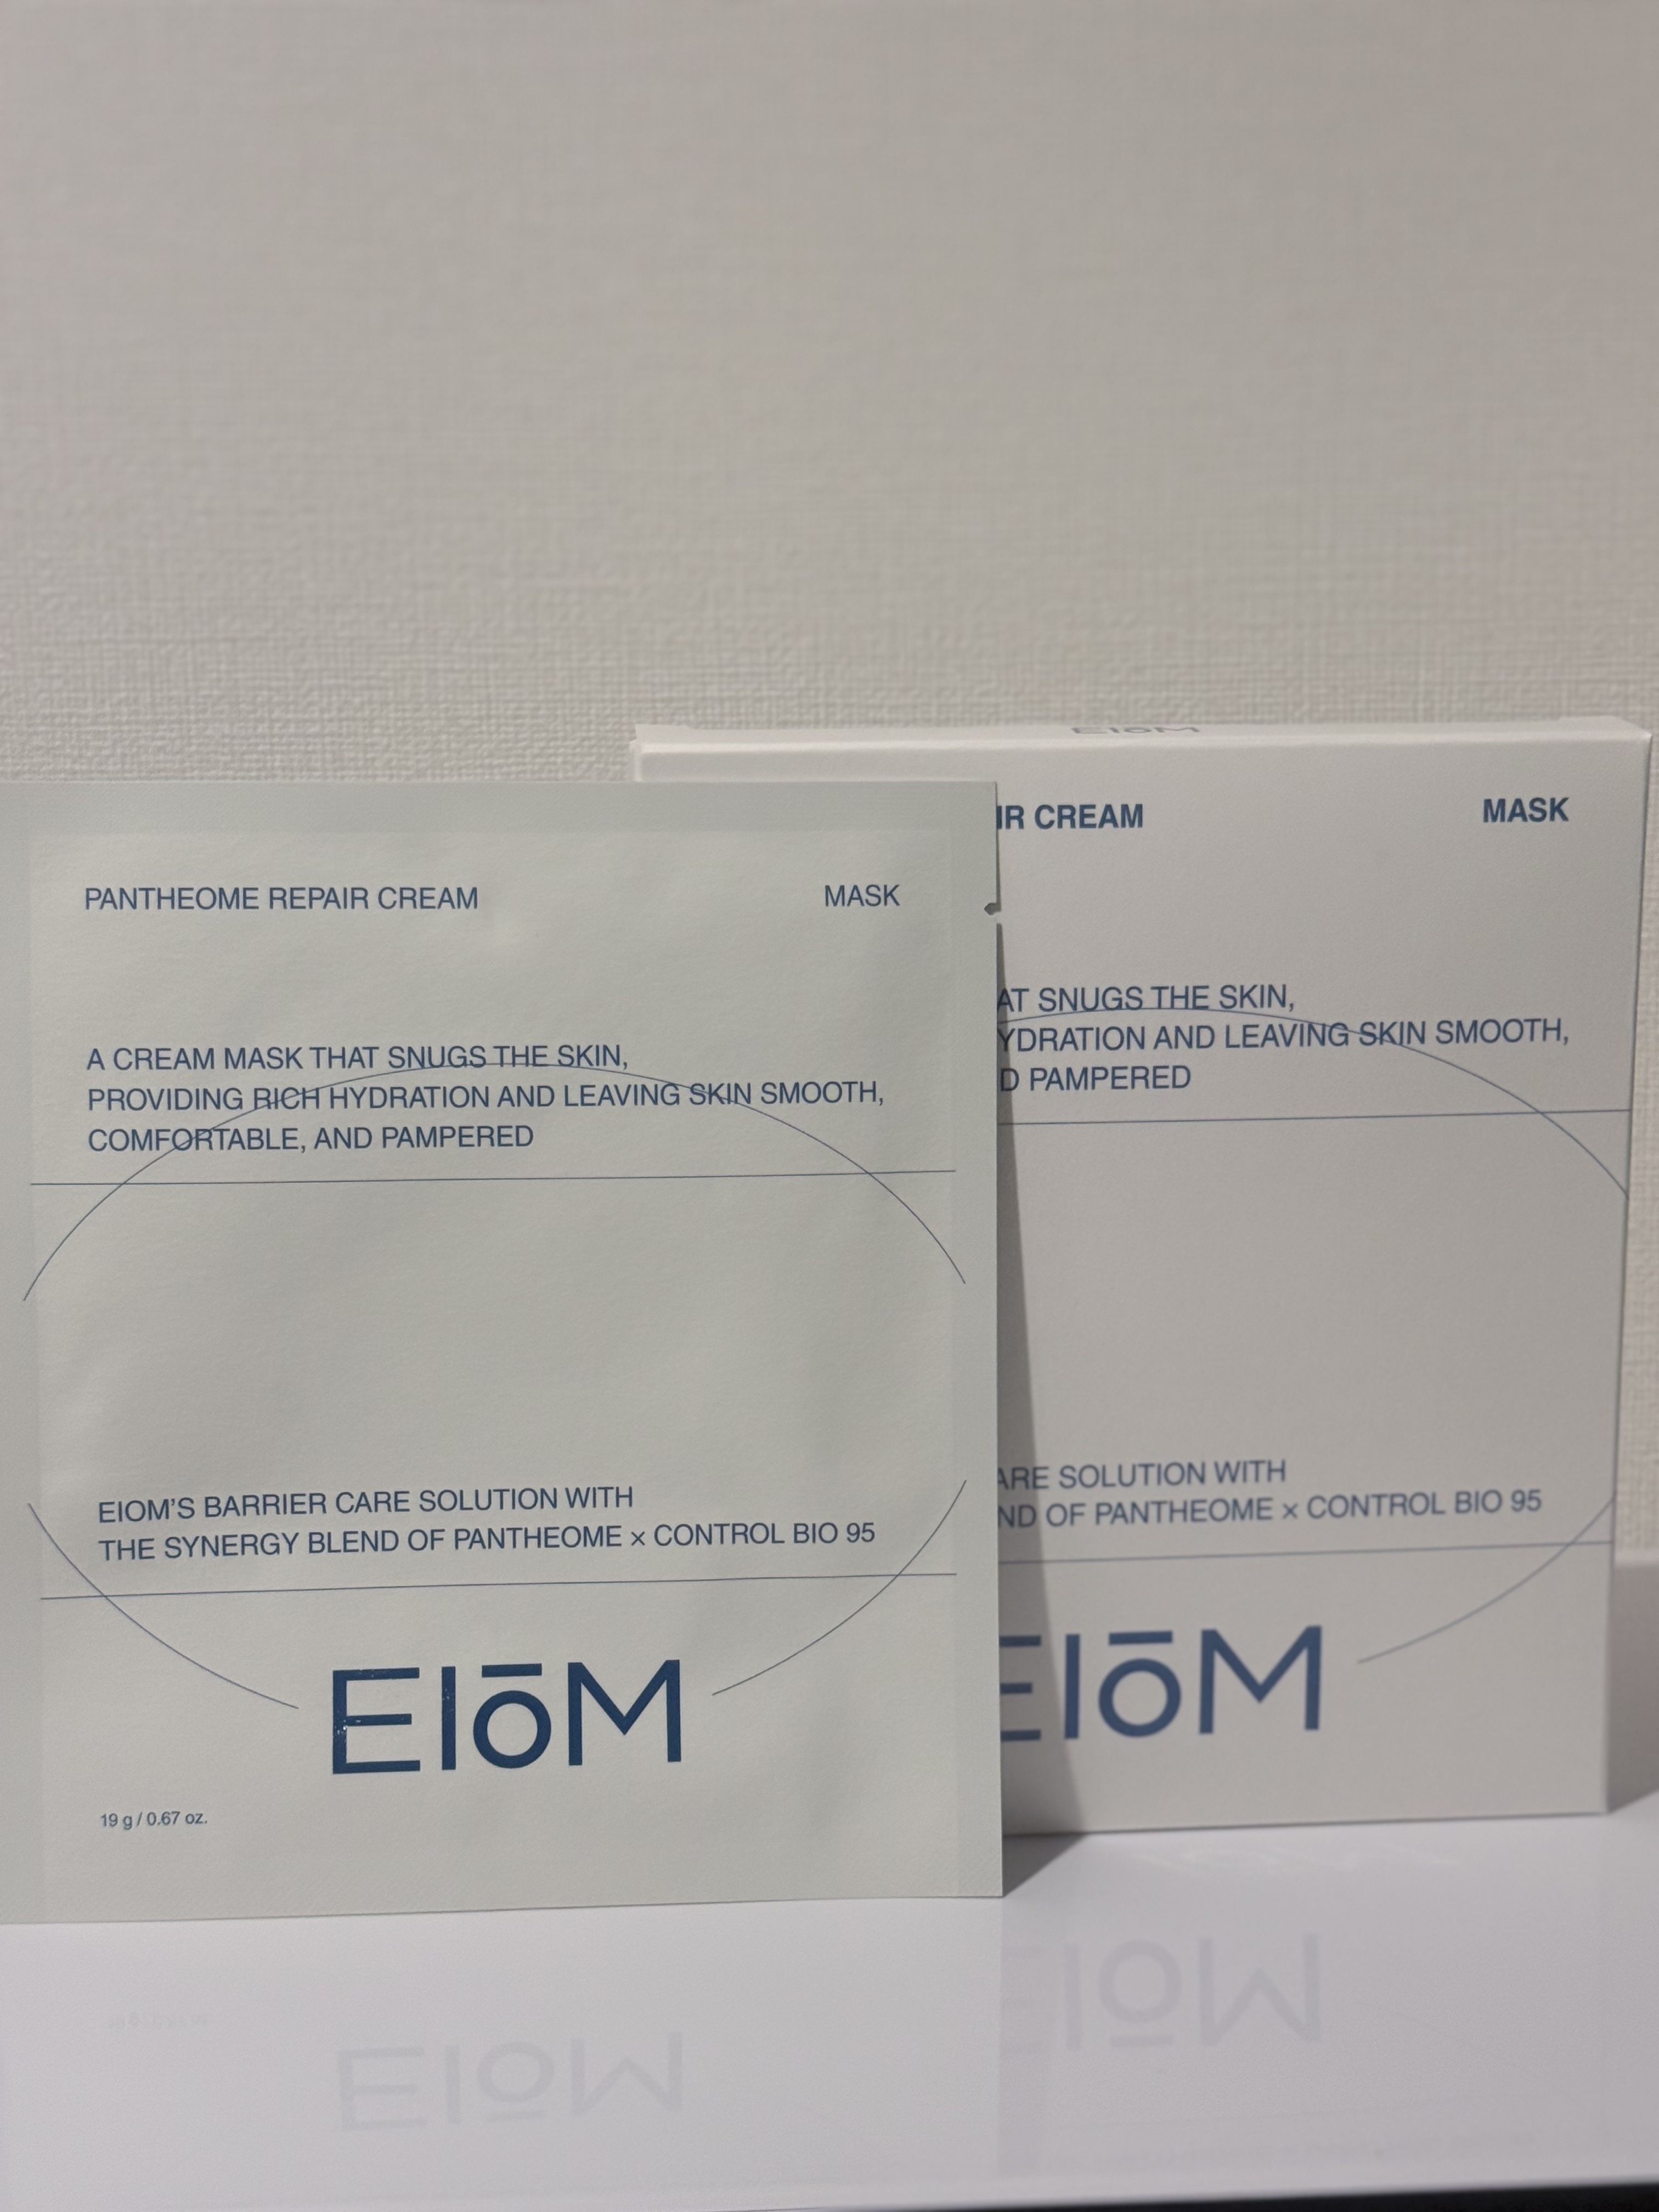 PANTHEOME REPAIR CREAM MASK
A CREAM MASK THAT SNUGS THE SKIN,
PROVIDING RICH HYDRATION AND LEAVING SKIN SMOOTH,
COMFORTABLE, AND PAMPERED
EIOM'S BARRIER CARE SOLUTION WITH
THE SYNERGY BLEND OF PANTHEOME × CONTROL BIO 95
EIōM
19 g / 0.67 oz.
EIōM
IR CREAM MASK
AT SNUGS THE SKIN,
YDRATION AND LEAVING SKIN SMOOTH,
D PAMPERED
ARE SOLUTION WITH
ND OF PANTHEOME × CONTROL BIO 95
EIōM